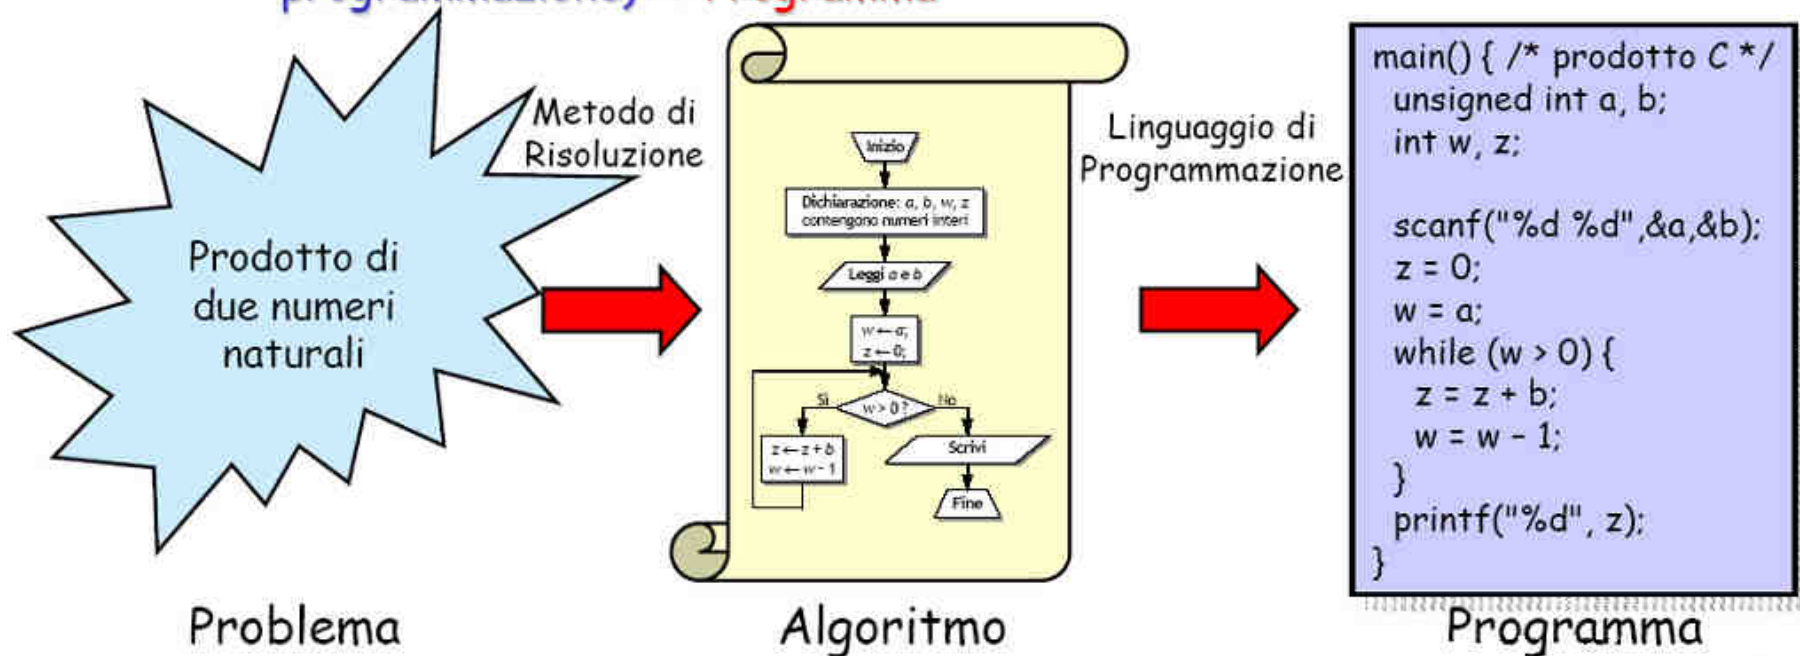 programmazione) Programma
Metodo di
Risoluzione
Prodotto di
due numeri
naturali
Problema
Inizio
Dichiarazione: a, b, w, z
contengono numeri interi
Leggi a e b
w ← a;
z ← 0;
w > 0 ?
Sì
No
z ← z + b
w ← w - 1
Scrivi
Fine
Algoritmo
Linguaggio di
Programmazione
main() { /* prodotto C */
unsigned int a, b;
int w, z;
scanf("%d %d",&a,&b);
z = 0;
w = a;
while (w > 0) {
z = z + b;
w = w - 1;
}
printf("%d", z);
}
Programma